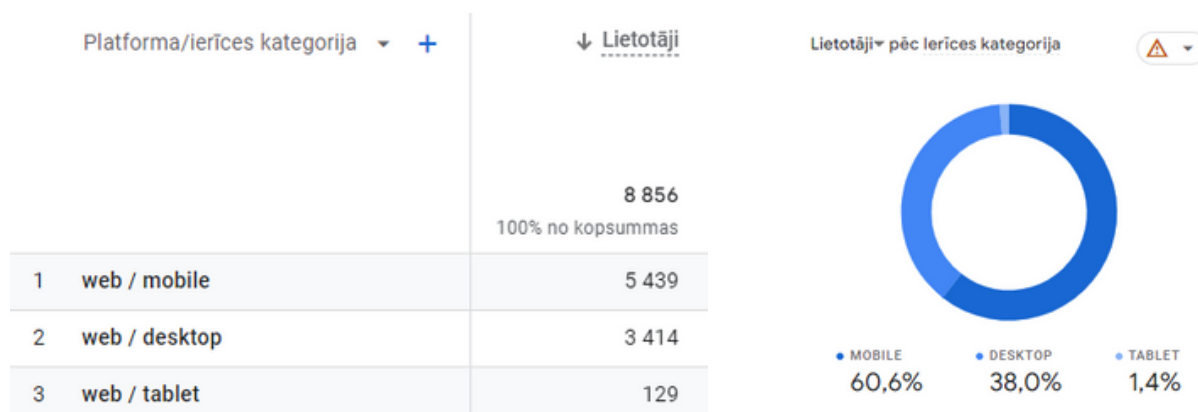 Platforma/ierīces kategorija
↓ Lietotāji
8 856
100% no kopsummas
1 web / mobile 5 439
2 web / desktop 3 414
3 web / tablet 129
Lietotāji pēc Ierīces kategorija
MOBILE DESKTOP TABLET
60,6% 38,0% 1,4%